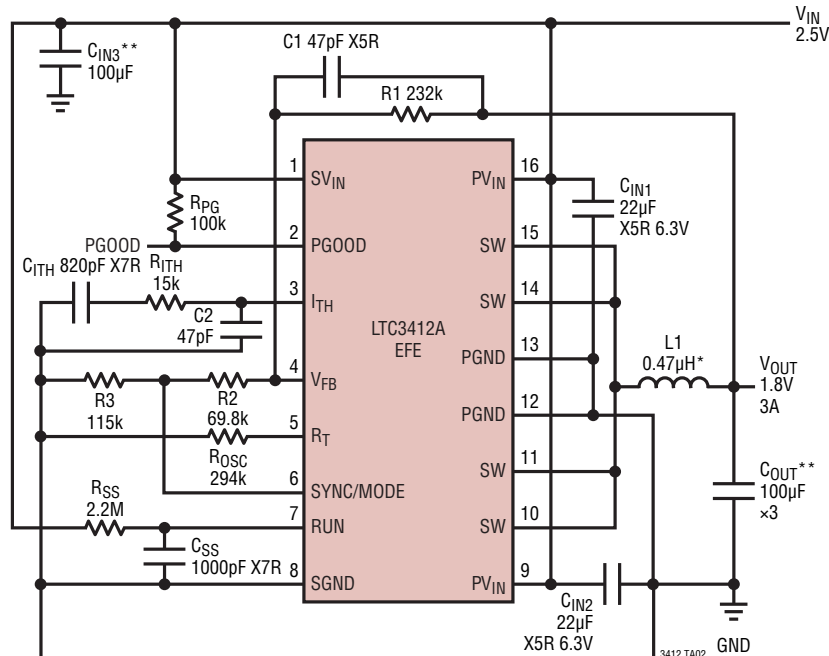 VIN
2.5V
CIN3**
100µF
C1 47pF X5R
R1 232k
1
SVIN
PVIN
16
CIN1
22µF
X5R 6.3V
RPG
100k
PGOOD
2
PGOOD
SW
15
CITH 820pF X7R
RITH
15k
3
ITH
SW
14
C2
47pF
LTC3412A
EFE
PGND
13
L1
0.47µH*
VOUT
1.8V
3A
4
VFB
R3
115k
R2
69.8k
PGND
12
5
RT
ROSC
294k
SW
11
6
SYNC/MODE
COUT**
100µF
×3
RSS
2.2M
7
RUN
SW
10
CSS
1000pF X7R
8
SGND
PVIN
9
CIN2
22µF
X5R 6.3V
GND
3412 TA02